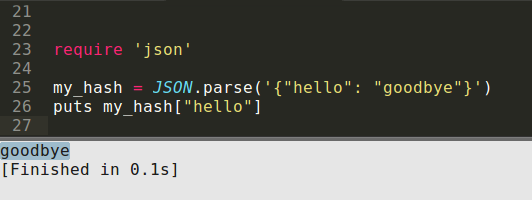 21
22
23 require 'json'
24
25 my_hash = JSON.parse('{"hello": "goodbye"}')
26 puts my_hash["hello"]
27
goodbye
[Finished in 0.1s]